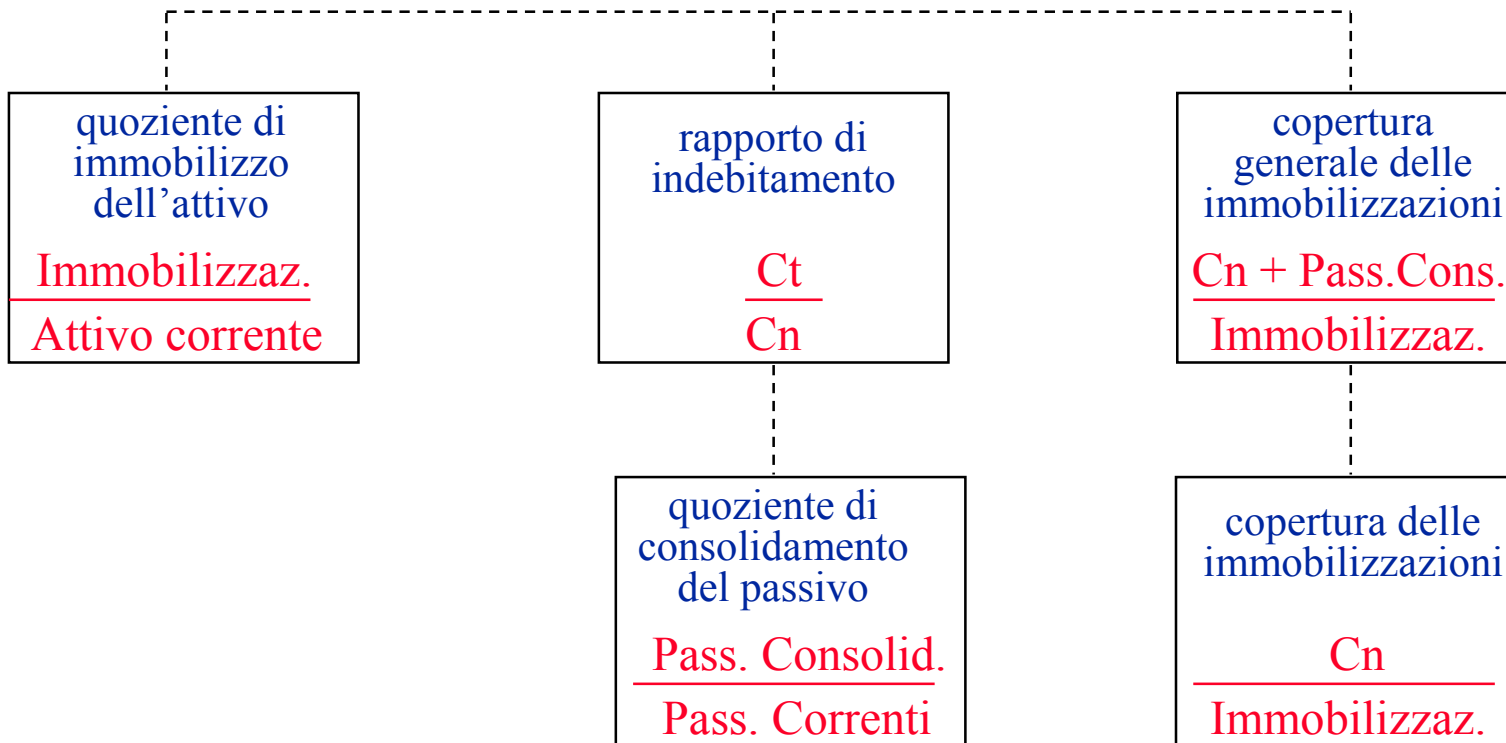 quoziente di
immobilizzo
dell’attivo
Immobilizzaz.
Attivo corrente
rapporto di
indebitamento
Ct
Cn
copertura
generale delle
immobilizzazioni
Cn + Pass.Cons.
Immobilizzaz.
quoziente di
consolidamento
del passivo
Pass. Consolid.
Pass. Correnti
copertura delle
immobilizzazioni
Cn
Immobilizzaz.